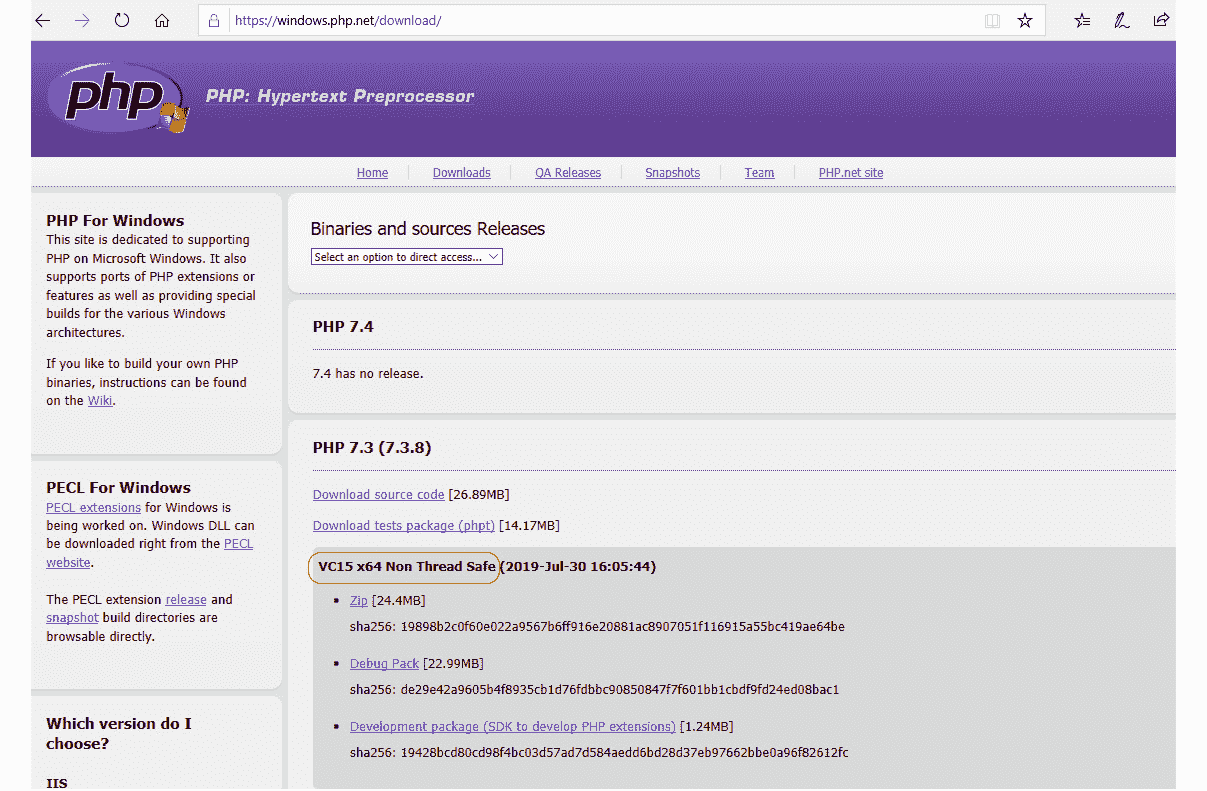 https://windows.php.net/download/
php
PHP: Hypertext Preprocessor
Home
Downloads
QA Releases
Snapshots
Team
PHP.net site
PHP For Windows
This site is dedicated to supporting
PHP on Microsoft Windows. It also
supports ports of PHP extensions or
features as well as providing special
builds for the various Windows
architectures.
If you like to build your own PHP
binaries, instructions can be found
on the Wiki.
PECL For Windows
PECL extensions for Windows is
being worked on. Windows DLL can
be downloaded right from the PECL
website.
The PECL extension release and
snapshot build directories are
browsable directly.
Which version do I
choose?
IIS
Binaries and sources Releases
Select an option to direct access...
PHP 7.4
7.4 has no release.
PHP 7.3 (7.3.8)
Download source code [26.89MB]
Download tests package (phpt) [14.17MB]
VC15 x64 Non Thread Safe (2019-Jul-30 16:05:44)
Zip [24.4MB]
sha256: 19898b2c0f60e022a9567b6ff916e20881ac8907051f116915a55bc419ae64be
Debug Pack [22.99MB]
sha256: de29e42a9605b4f8935cb1d76fdbbc90850847f7f601bb1cbdf9fd24ed08bac1
Development package (SDK to develop PHP extensions) [1.24MB]
sha256: 19428bcd80cd98f4bc03d57ad7d584aedd6bd28d37eb97662bbe0a96f82612fc